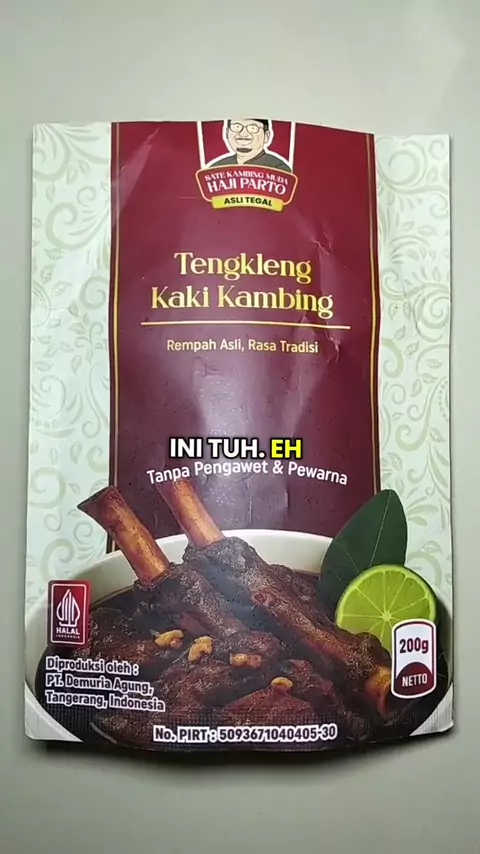 SATE KAMBING MUDA
HAJI PARTO
ASLI TEGAL
Tengkleng
Kaki Kambing
Rempah Asli, Rasa Tradisi
INI TUH. EH
Tanpa Pengawet & Pewarna
HALAL
INDONESIA
Diproduksi oleh :
PT. Demuria Agung,
Tangerang, Indonesia
200g
NETTO
No. PIRT : 5093671040405-30